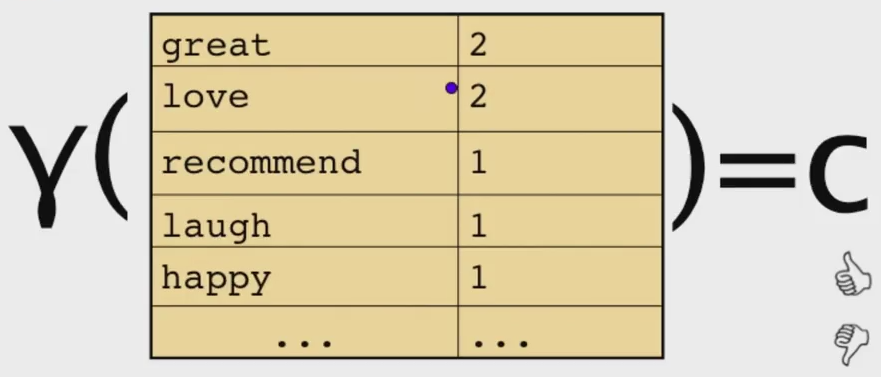 great 2
love 2
γ( recommend 1 )=c
laugh 1
happy 1
... ...